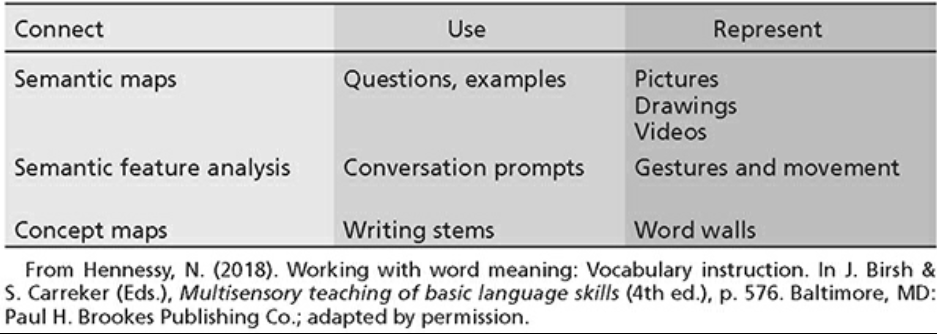 Connect Use Represent
Semantic maps Questions, examples Pictures
Drawings
Videos
Semantic feature analysis Conversation prompts Gestures and movement
Concept maps Writing stems Word walls
From Hennessy, N. (2018). Working with word meaning: Vocabulary instruction. In J. Birsh &
S. Carreker (Eds.), Multisensory teaching of basic language skills (4th ed.), p. 576. Baltimore, MD:
Paul H. Brookes Publishing Co.; adapted by permission.